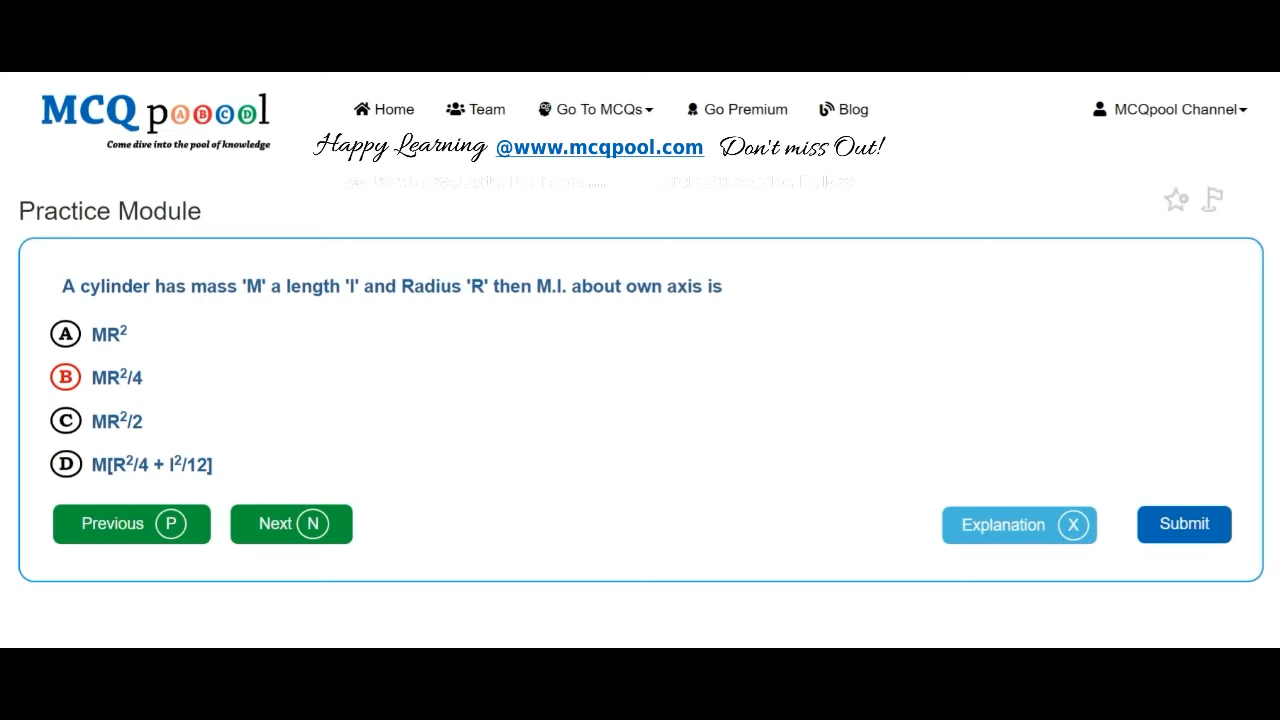 MCQ pooool
Come dive into the pool of knowledge
Home Team Go To MCQs Go Premium Blog MCQpool Channel
Happy Learning @www.mcqpool.com Don't miss Out!
Practice Module
A cylinder has mass 'M' a length 'l' and Radius 'R' then M.I. about own axis is
A MR²
B MR²/4
C MR²/2
D M[R²/4 + l²/12]
Previous P Next N Explanation X Submit